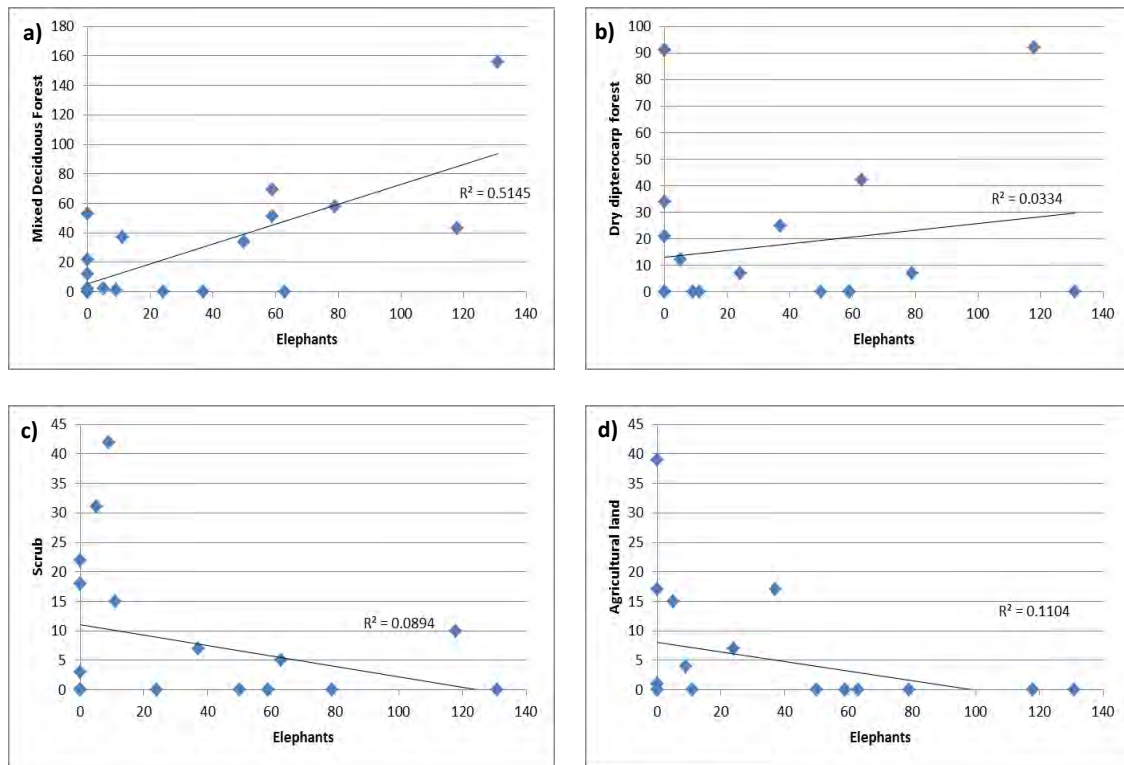 a)
Mixed Deciduous Forest
180
160
140
120
100
80
60
40
20
0
R² = 0.5145
0 20 40 60 80 100 120 140
Elephants
b)
Dry dipterocarp forest
100
90
80
70
60
50
40
30
20
10
0
R² = 0.0334
0 20 40 60 80 100 120 140
Elephants
c)
Scrub
45
40
35
30
25
20
15
10
5
0
R² = 0.0894
0 20 40 60 80 100 120 140
Elephants
d)
Agricultural land
45
40
35
30
25
20
15
10
5
0
R² = 0.1104
0 20 40 60 80 100 120 140
Elephants